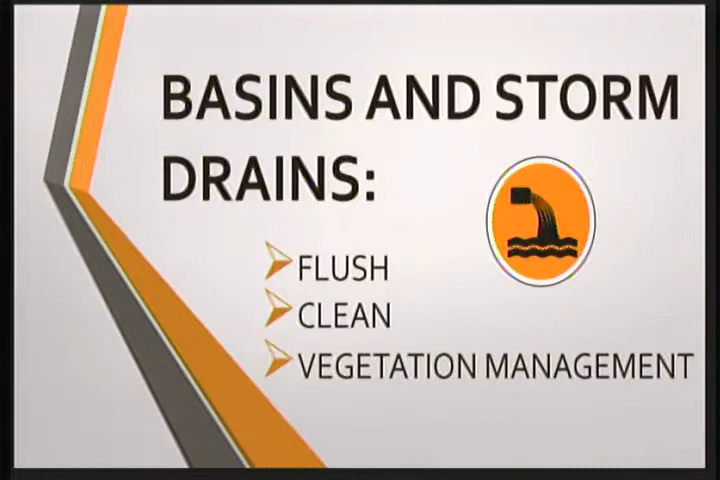 BASINS AND STORM
DRAINS:
FLUSH
CLEAN
VEGETATION MANAGEMENT